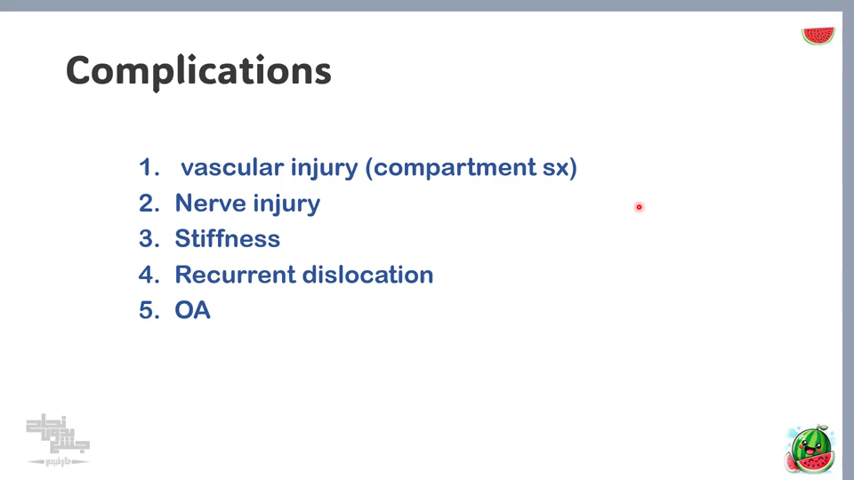 Complications
1. vascular injury (compartment sx)
2. Nerve injury
3. Stiffness
4. Recurrent dislocation
5. OA